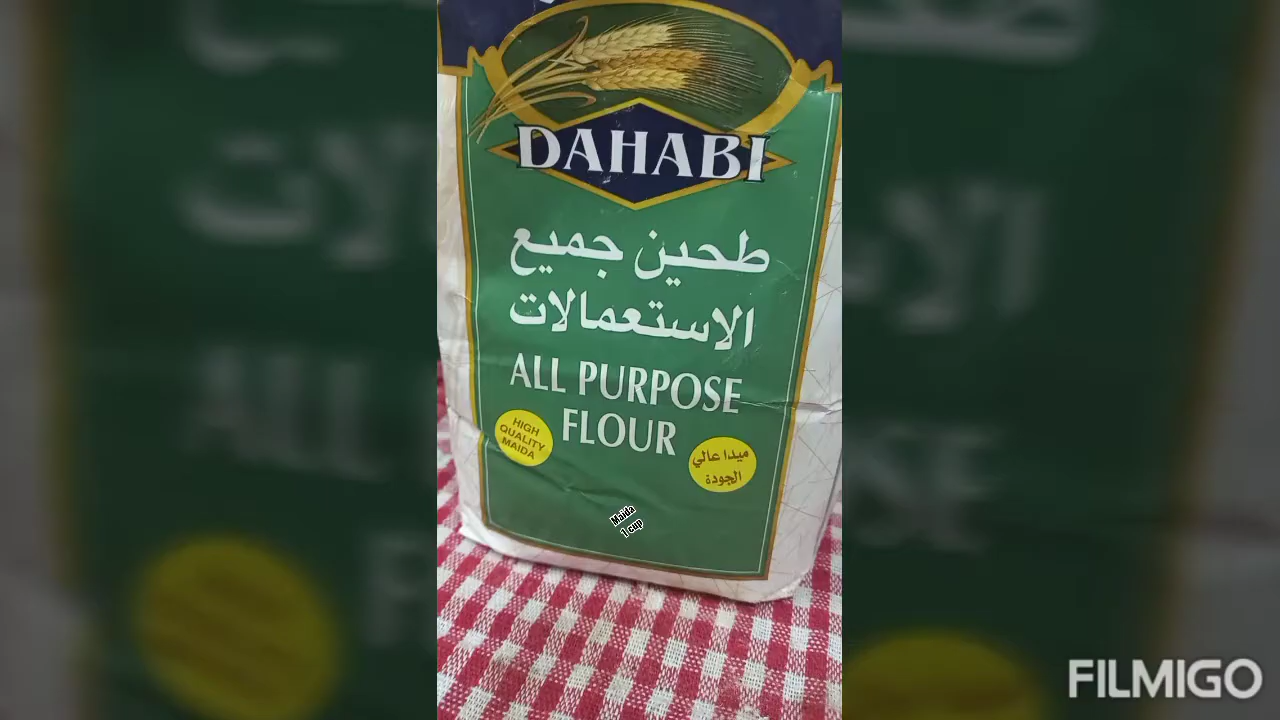 DAHABI
طحين جميع
الاستعمالات
ALL PURPOSE
FLOUR
HIGH
QUALITY
MAIDA
ميدا عالي
الجودة
Maida
1 cup
FILMIGO